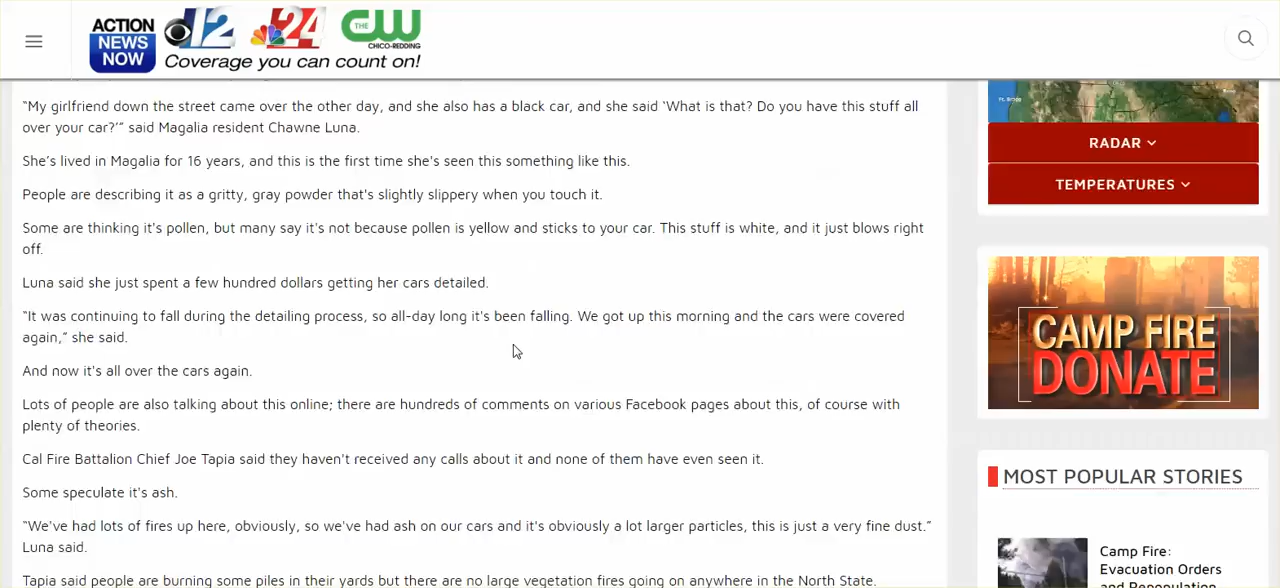 ACTION
NEWS
NOW
12
24
THE
CW
CHICO-REDDING
Coverage you can count on!
“My girlfriend down the street came over the other day, and she also has a black car, and she said ‘What is that? Do you have this stuff all
over your car?’” said Magalia resident Chawne Luna.
She’s lived in Magalia for 16 years, and this is the first time she's seen this something like this.
People are describing it as a gritty, gray powder that's slightly slippery when you touch it.
Some are thinking it's pollen, but many say it's not because pollen is yellow and sticks to your car. This stuff is white, and it just blows right
off.
Luna said she just spent a few hundred dollars getting her cars detailed.
“It was continuing to fall during the detailing process, so all-day long it's been falling. We got up this morning and the cars were covered
again,” she said.
And now it's all over the cars again.
Lots of people are also talking about this online; there are hundreds of comments on various Facebook pages about this, of course with
plenty of theories.
Cal Fire Battalion Chief Joe Tapia said they haven't received any calls about it and none of them have even seen it.
Some speculate it's ash.
“We've had lots of fires up here, obviously, so we've had ash on our cars and it's obviously a lot larger particles, this is just a very fine dust.”
Luna said.
Tapia said people are burning some piles in their yards but there are no large vegetation fires going on anywhere in the North State.
Ft. Bragg
RADAR
TEMPERATURES
CAMP FIRE
DONATE
MOST POPULAR STORIES
Camp Fire:
Evacuation Orders
and Repopulation